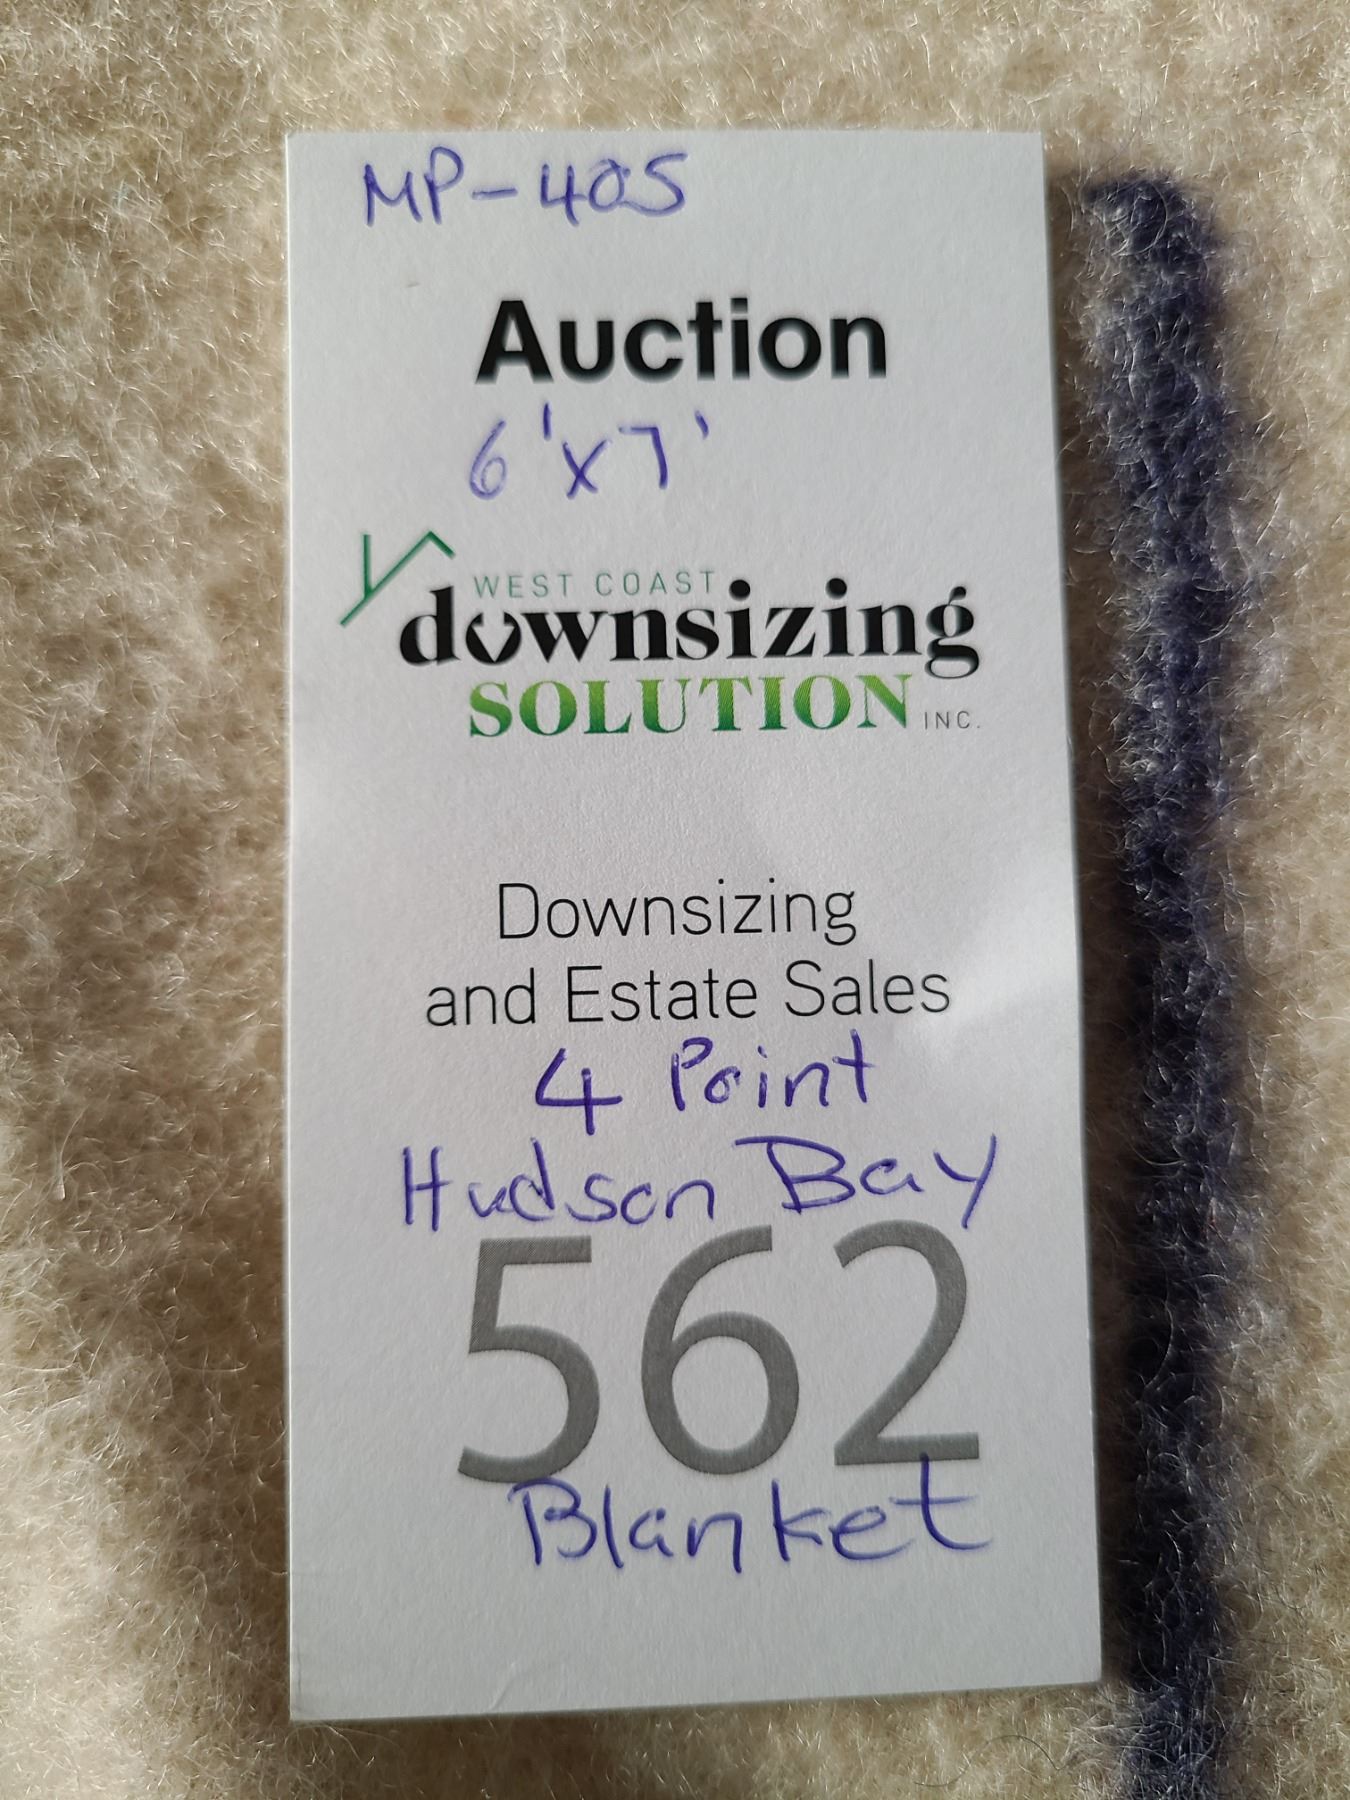 MP-405
Auction
6'x7'
WEST COAST
downsizing
SOLUTION INC.
Downsizing
and Estate Sales
4 Point
Hudson Bay
562
Blanket